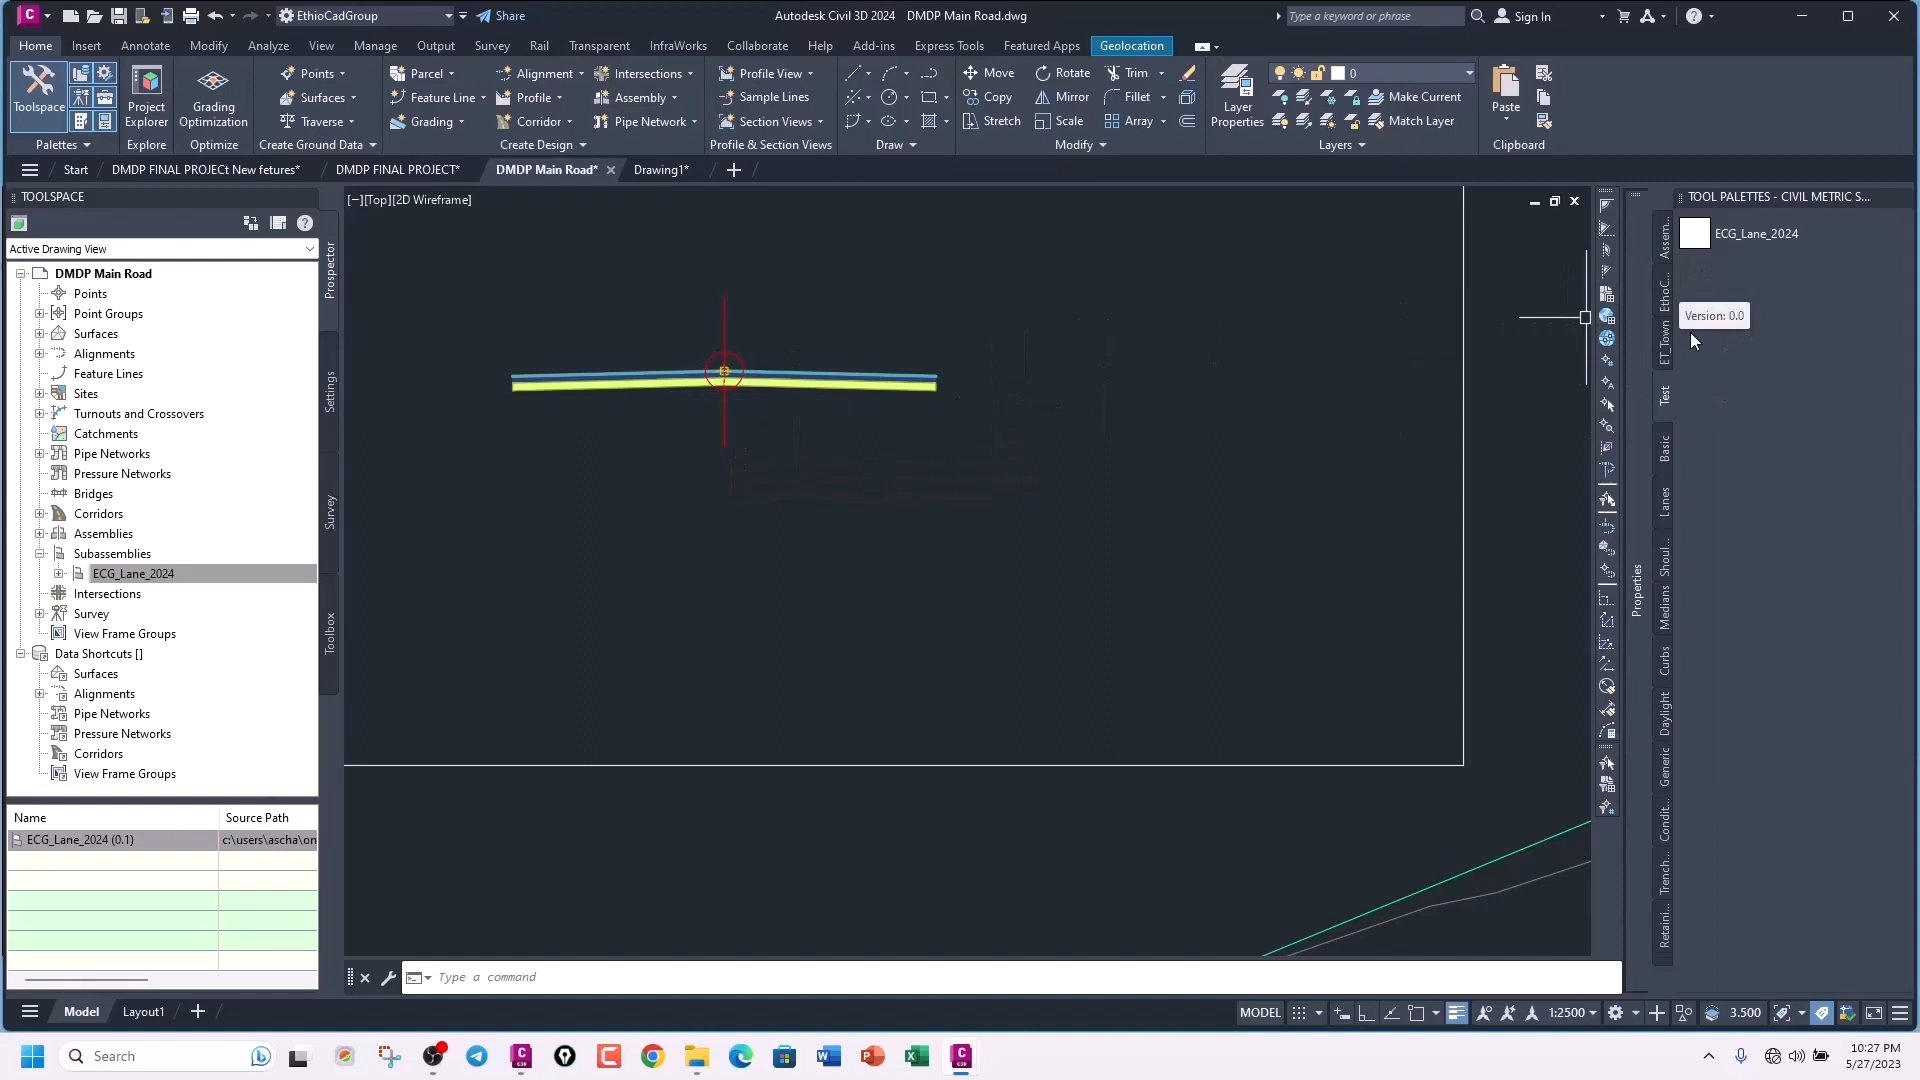 EthioCadGroup
Share
Autodesk Civil 3D 2024 DMDP Main Road.dwg
Type a keyword or phrase
Sign In
Home Insert Annotate Modify Analyze View Manage Output Survey Rail Transparent InfraWorks Collaborate Help Add-ins Express Tools Featured Apps Geolocation
Toolspace
Project Explorer
Grading Optimization
Points
Surfaces
Traverse
Parcel
Feature Line
Grading
Alignment
Profile
Corridor
Intersections
Assembly
Pipe Network
Profile View
Sample Lines
Section Views
Move Rotate Trim
Copy Mirror Fillet
Stretch Scale Array
Layer Properties
0
Make Current
Match Layer
Paste
Palettes Explore Optimize Create Ground Data Create Design Profile & Section Views Draw Modify Layers Clipboard
Start DMDP FINAL PROJECt New fetures* DMDP FINAL PROJECT* DMDP Main Road* Drawing1*
TOOLSPACE
Active Drawing View
DMDP Main Road
Points
Point Groups
Surfaces
Alignments
Feature Lines
Sites
Turnouts and Crossovers
Catchments
Pipe Networks
Pressure Networks
Bridges
Corridors
Assemblies
Subassemblies
ECG_Lane_2024
Intersections
Survey
View Frame Groups
Data Shortcuts []
Surfaces
Alignments
Pipe Networks
Pressure Networks
Corridors
View Frame Groups
Prospector
Settings
Survey
Toolbox
Name Source Path
ECG_Lane_2024 (0.1) c:\users\ascha\on
[−][Top][2D Wireframe]
Properties
TOOL PALETTES - CIVIL METRIC S...
ECG_Lane_2024
Version: 0.0
Assem...
EthoC...
ET_Town
Test
Basic
Lanes
Shoul...
Medians
Curbs
Daylight
Generic
Condit...
Trench...
Retaini...
Type a command
Model Layout1
MODEL 1:2500 3.500
Search
10:27 PM
5/27/2023